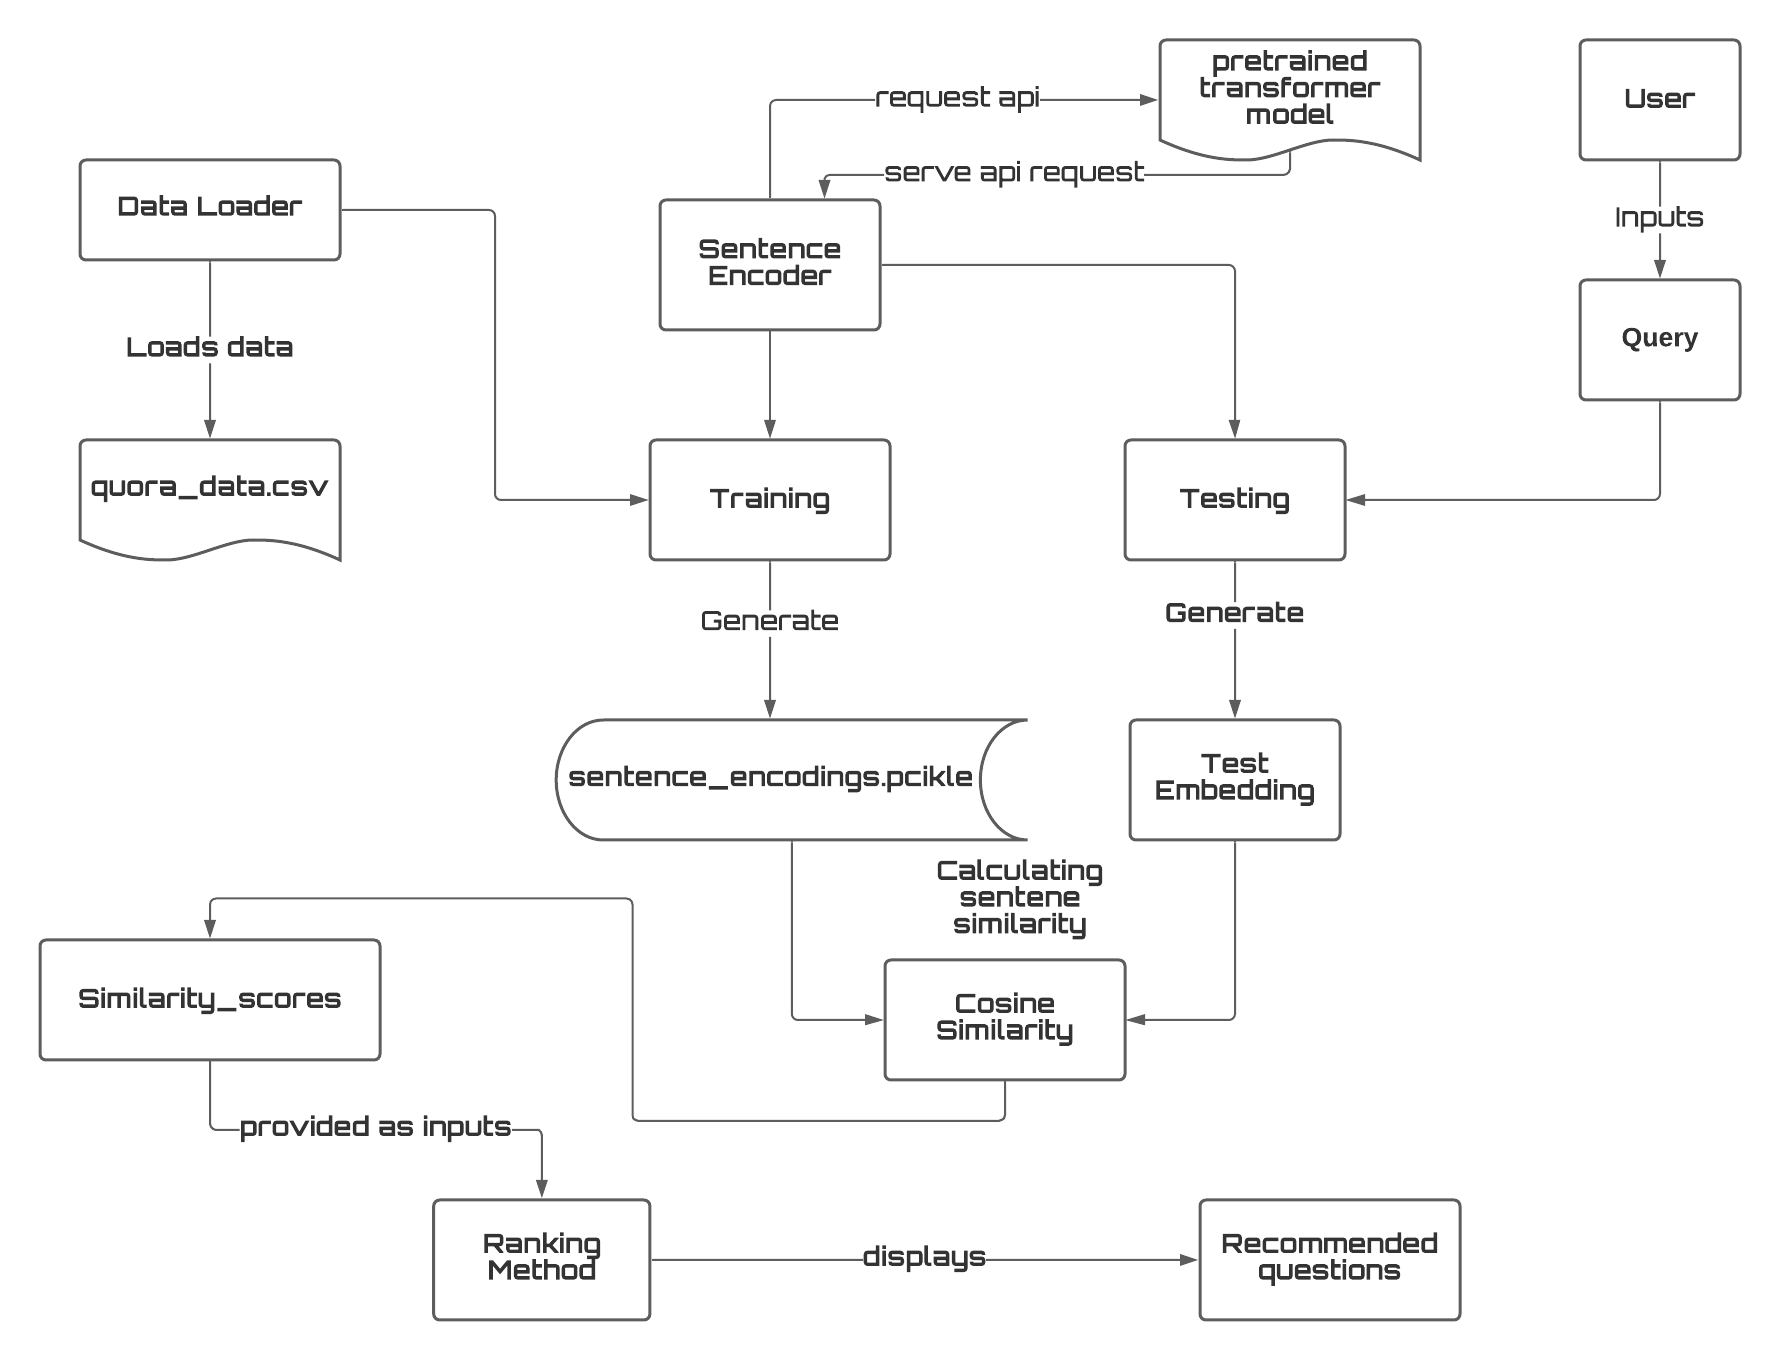 request api
pretrained
transformer
model
User
serve api request
Data Loader
Inputs
Sentence
Encoder
Loads data
Query
quora_data.csv
Training
Testing
Generate
Generate
sentence_encodings.pcikle
Test
Embedding
Calculating
sentene
similarity
Similarity_scores
Cosine
Similarity
provided as inputs
Ranking
Method
displays
Recommended
questions